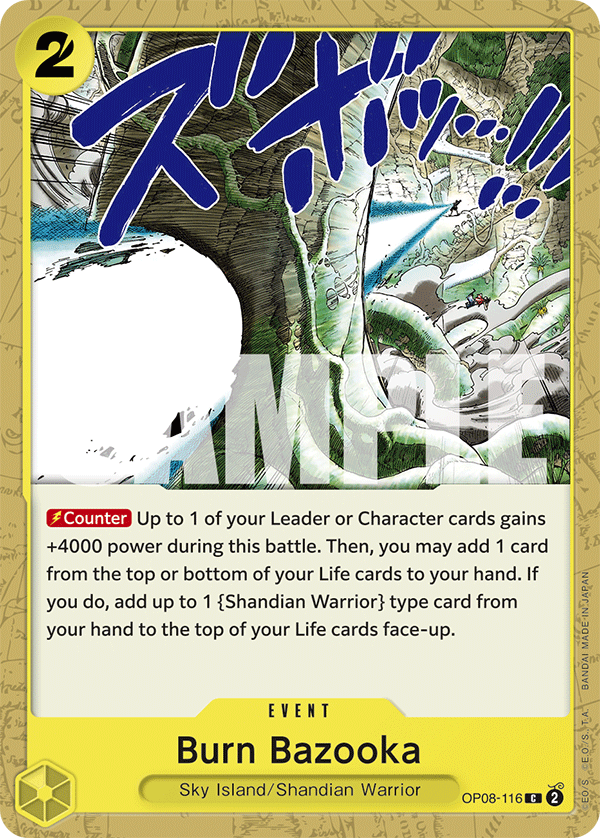 2
ズボッ…!!!
SAMPLE
Counter Up to 1 of your Leader or Character cards gains
+4000 power during this battle. Then, you may add 1 card
from the top or bottom of your Life cards to your hand. If
you do, add up to 1 {Shandian Warrior} type card from
your hand to the top of your Life cards face-up.
EVENT
Burn Bazooka
Sky Island/Shandian Warrior
OP08-116 C 2
©E.O./S., T.A. BANDAI MADE IN JAPAN